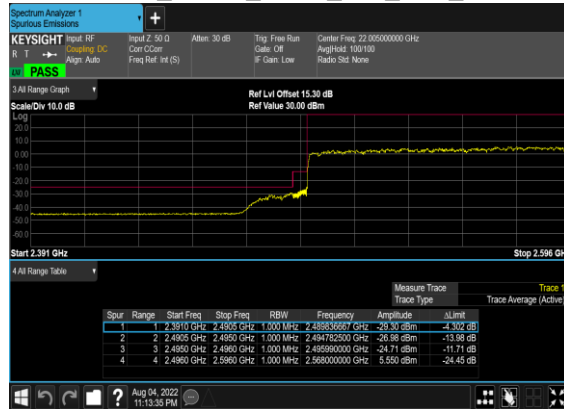 Spectrum Analyzer 1
Spurious Emissions
+
KEYSIGHT Input: RF Input Z: 50 Ω Atten: 30 dB Trig: Free Run Center Freq: 22.005000000 GHz
R T Coupling: DC Corr CCorr Gate: Off Avg|Hold: 100/100
Align: Auto Freq Ref: Int (S) IF Gain: Low Radio Std: None
PASS
3 All Range Graph
Ref Lvl Offset 15.30 dB
Scale/Div 10.0 dB Ref Value 30.00 dBm
Log
20.0
10.0
0.00
-10.0
-20.0
-30.0
-40.0
-50.0
-60.0
Start 2.391 GHz Stop 2.596 GH
4 All Range Table
Measure Trace Trace 1
Trace Type Trace Average (Active)
Spur Range Start Freq Stop Freq RBW Frequency Amplitude ΔLimit
1 1 2.3910 GHz 2.4905 GHz 1.000 MHz 2.489836667 GHz -29.30 dBm -4.302 dB
2 2 2.4905 GHz 2.4950 GHz 1.000 MHz 2.494782500 GHz -26.98 dBm -13.98 dB
3 3 2.4950 GHz 2.4960 GHz 1.000 MHz 2.495990000 GHz -24.71 dBm -11.71 dB
4 4 2.4960 GHz 2.5960 GHz 1.000 MHz 2.568000000 GHz 5.550 dBm -24.45 dB
? Aug 04, 2022
11:13:35 PM